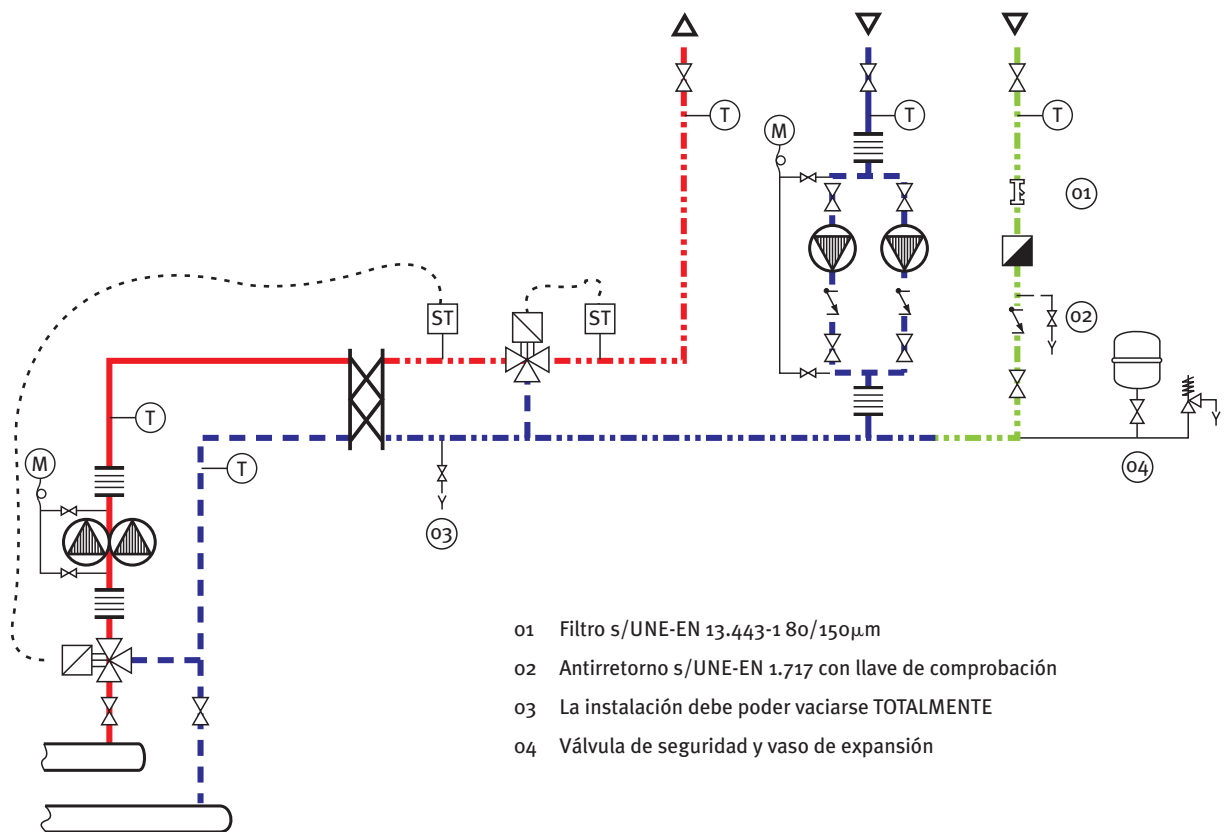 T
T
T
M
01
02
ST
ST
T
M
T
03
04
01 Filtro s/UNE-EN 13.443-1 80/150µm
02 Antirretorno s/UNE-EN 1.717 con llave de comprobación
03 La instalación debe poder vaciarse TOTALMENTE
04 Válvula de seguridad y vaso de expansión